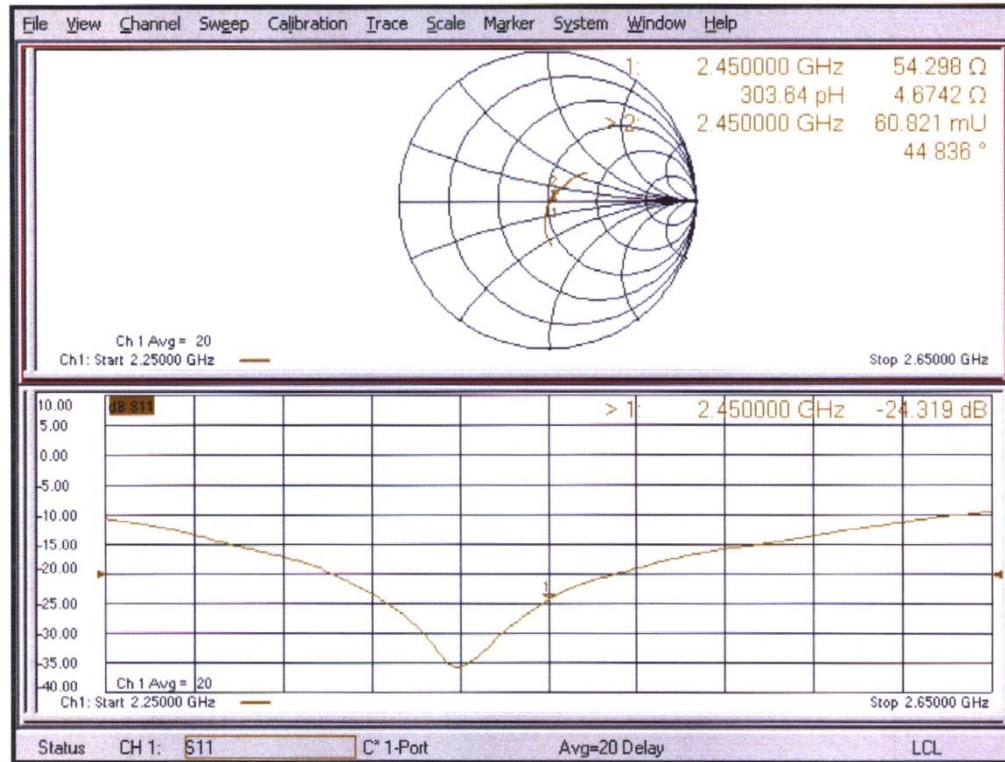 File View Channel Sweep Calibration Trace Scale Marker System Window Help
1: 2.450000 GHz 54.298 Ω
303.64 pH 4.6742 Ω
> 2: 2.450000 GHz 60.821 mU
44.836 °
2
1
Ch 1 Avg = 20
Ch1: Start 2.25000 GHz Stop 2.65000 GHz
10.00 dB S11 > 1: 2.450000 GHz -24.319 dB
5.00
0.00
-5.00
-10.00
-15.00
-20.00
1
-25.00
-30.00
-35.00
-40.00 Ch 1 Avg = 20
Ch1: Start 2.25000 GHz Stop 2.65000 GHz
Status CH 1: S11 C* 1-Port Avg=20 Delay LCL